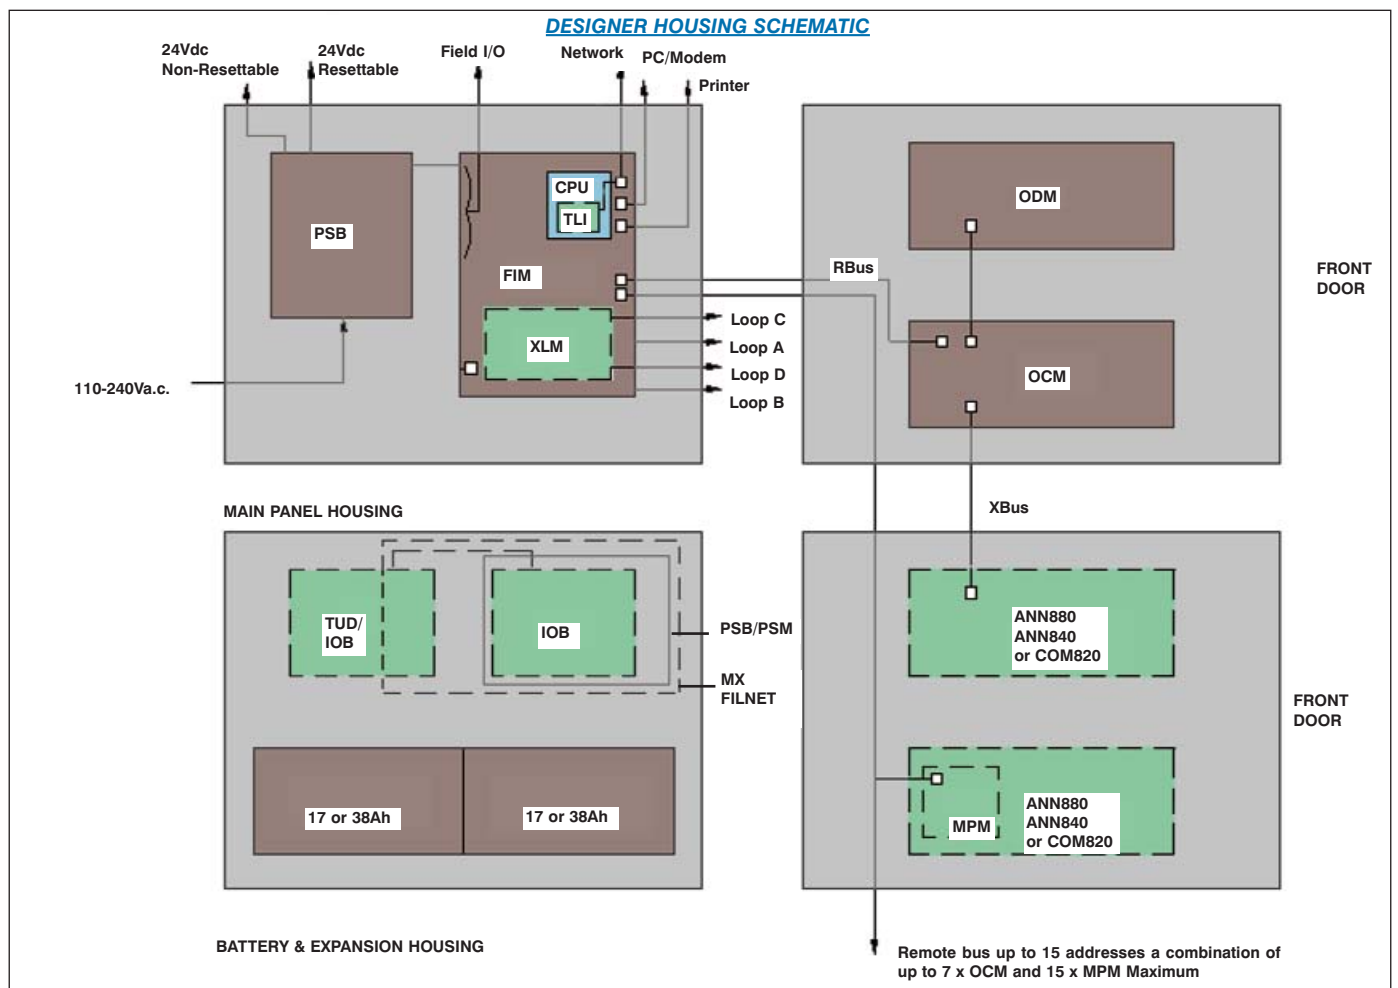 DESIGNER HOUSING SCHEMATIC
24Vdc
Non-Resettable
24Vdc
Resettable
Field I/O
Network
PC/Modem
Printer
PSB
CPU
TLI
FIM
XLM
110-240Va.c.
Loop C
Loop A
Loop D
Loop B
RBus
ODM
OCM
FRONT
DOOR
MAIN PANEL HOUSING
XBus
TUD/
IOB
IOB
PSB/PSM
MX
FILNET
17 or 38Ah
17 or 38Ah
ANN880
ANN840
or COM820
MPM
ANN880
ANN840
or COM820
FRONT
DOOR
BATTERY & EXPANSION HOUSING
Remote bus up to 15 addresses a combination of
up to 7 x OCM and 15 x MPM Maximum